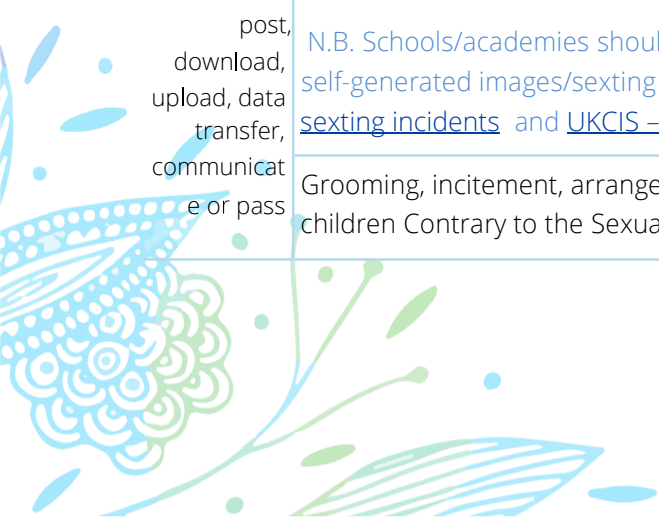 post,
download,
upload, data
transfer,
communicat
e or pass
N.B. Schools/academies shoul
self-generated images/sexting
sexting incidents and UKCIS –
Grooming, incitement, arrange
children Contrary to the Sexua